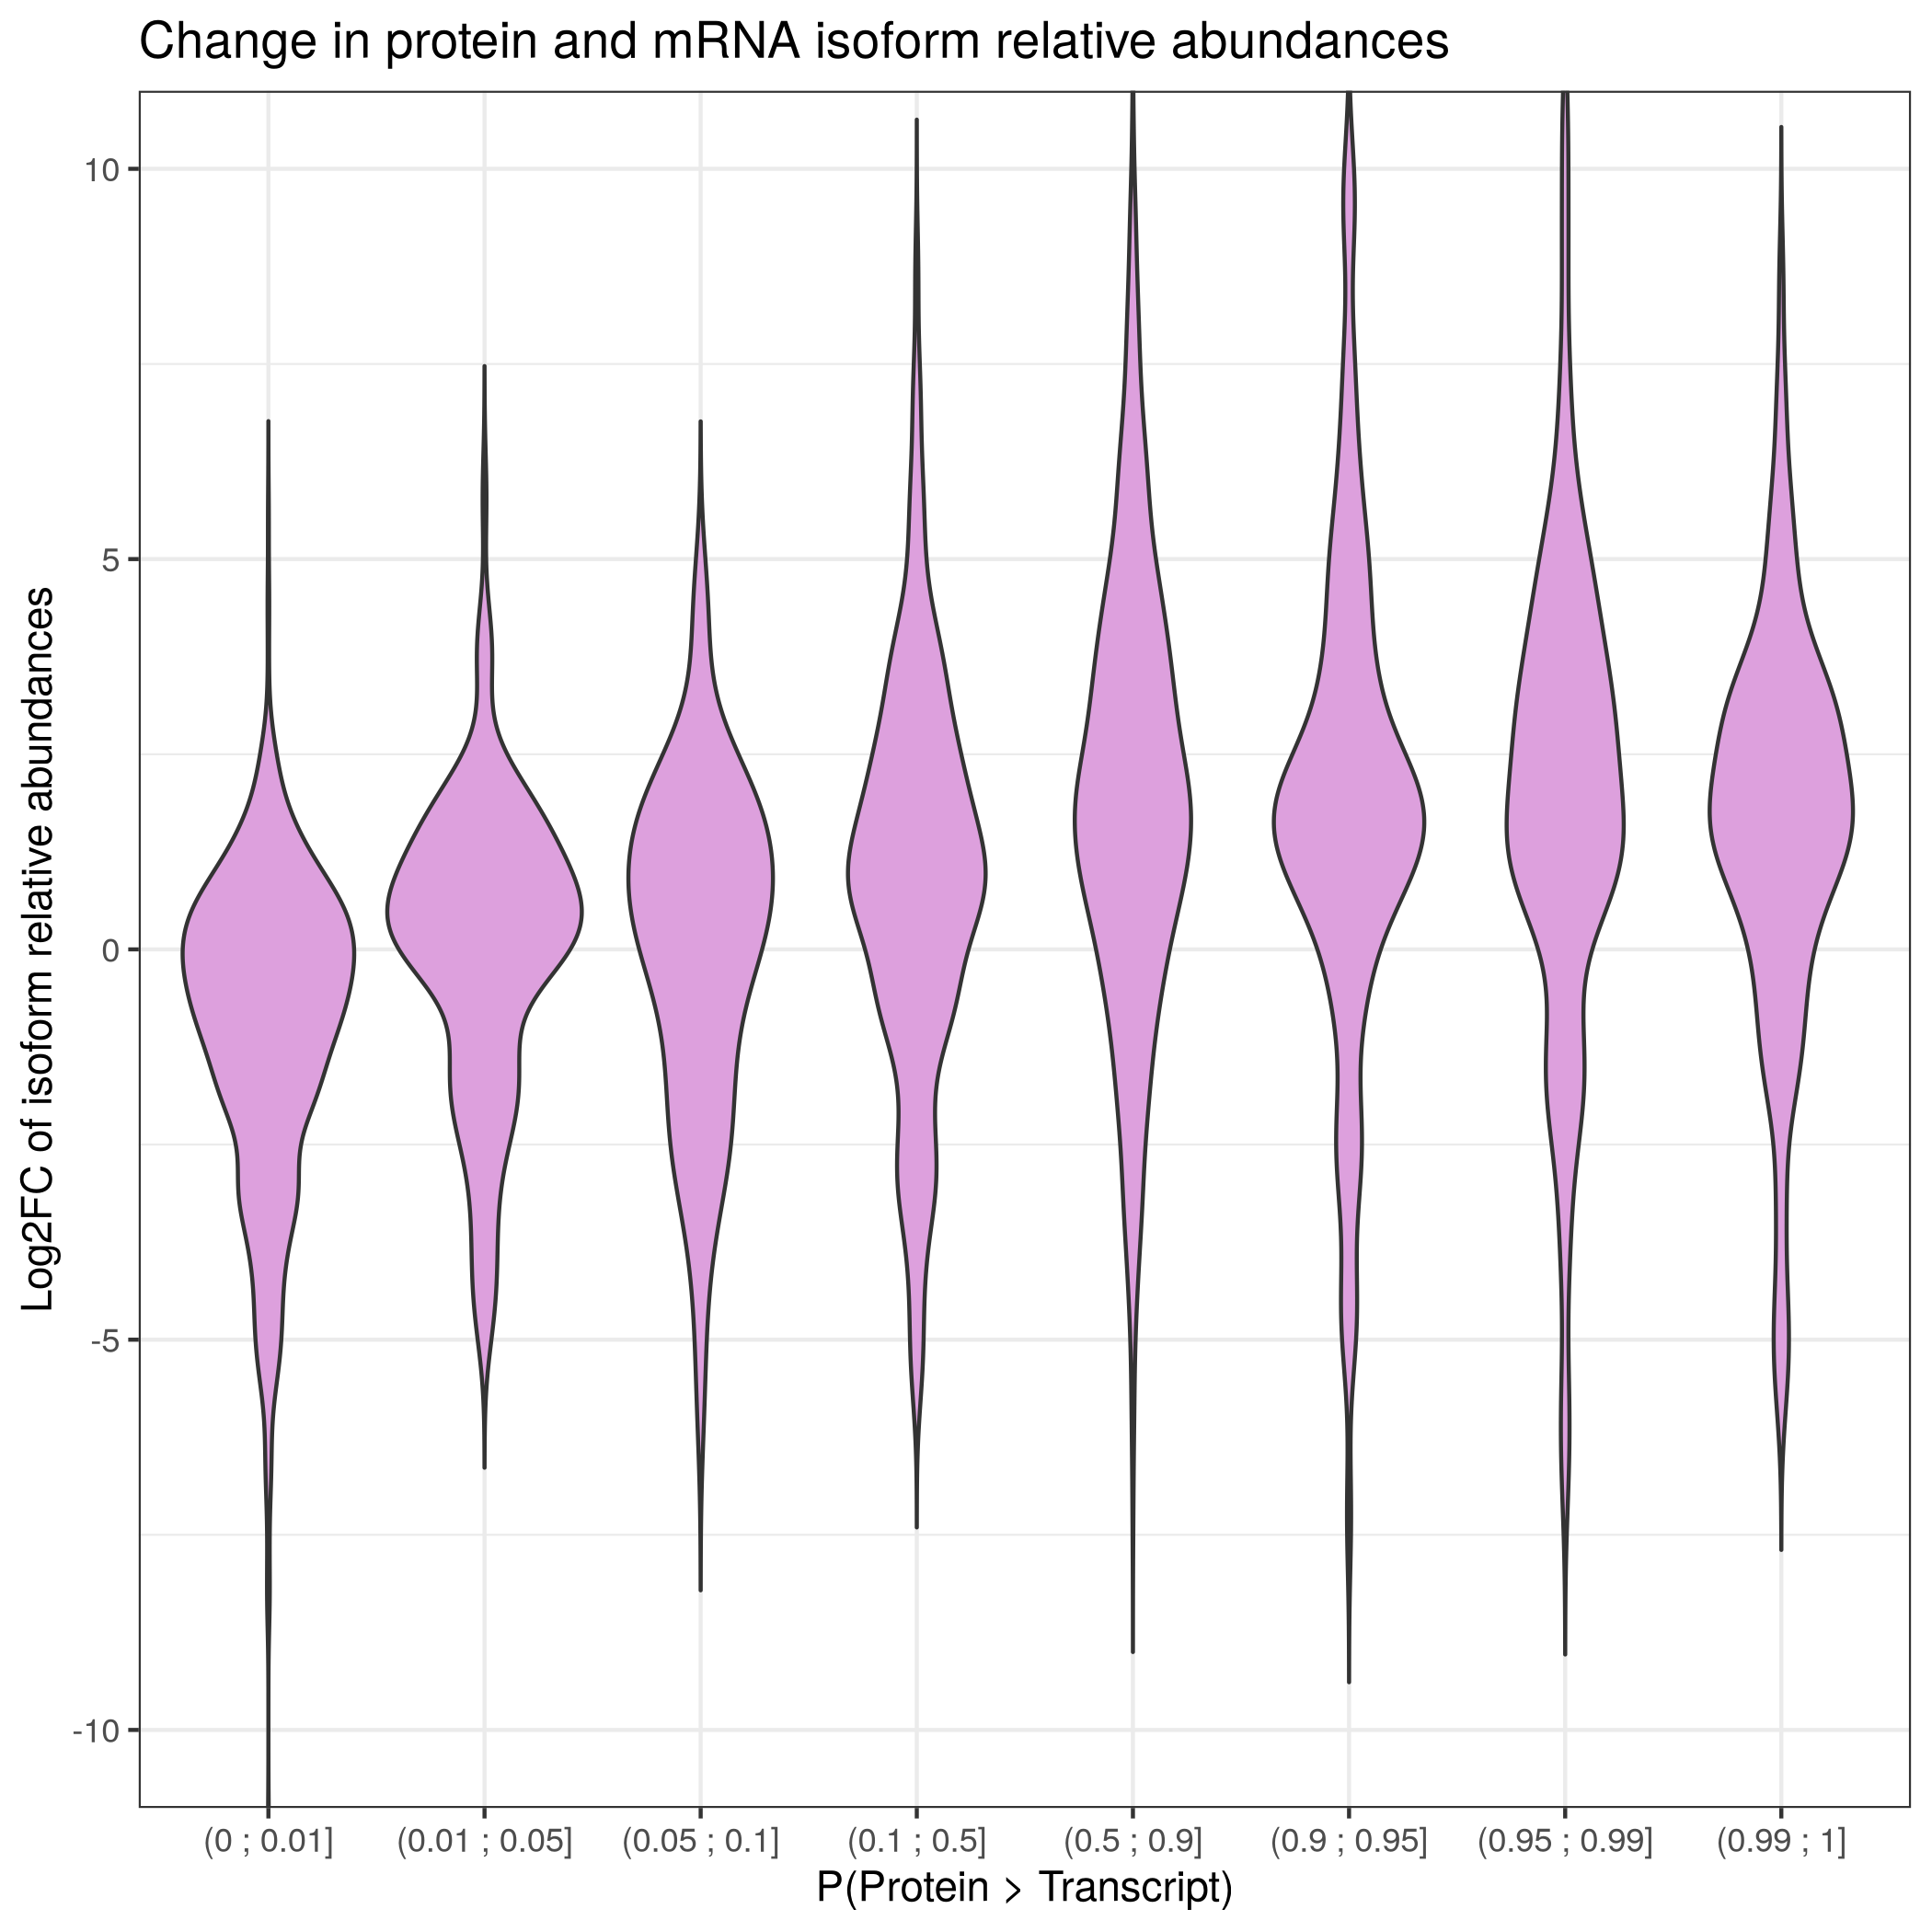 Change in protein and mRNA isoform relative abundances
Log2FC of isoform relative abundances
10
5
0
-5
-10
(0 ; 0.01]
(0.01 ; 0.05]
(0.05 ; 0.1]
(0.1 ; 0.5]
(0.5 ; 0.9]
(0.9 ; 0.95]
(0.95 ; 0.99]
(0.99 ; 1]
P(Protein > Transcript)